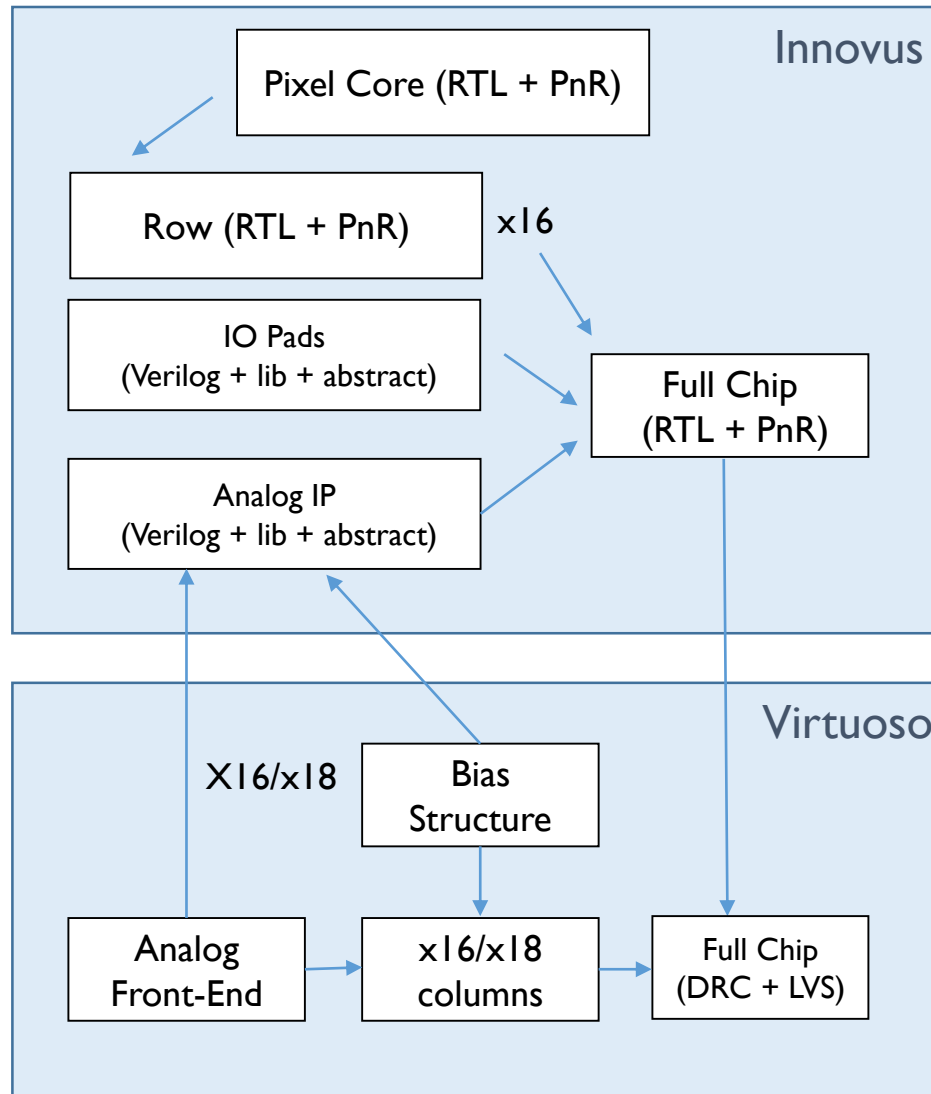 Innovus
Pixel Core (RTL + PnR)
Row (RTL + PnR)
x16
IO Pads
(Verilog + lib + abstract)
Full Chip
(RTL + PnR)
Analog IP
(Verilog + lib + abstract)
Virtuoso
X16/x18
Bias
Structure
Analog
Front-End
x16/x18
columns
Full Chip
(DRC + LVS)